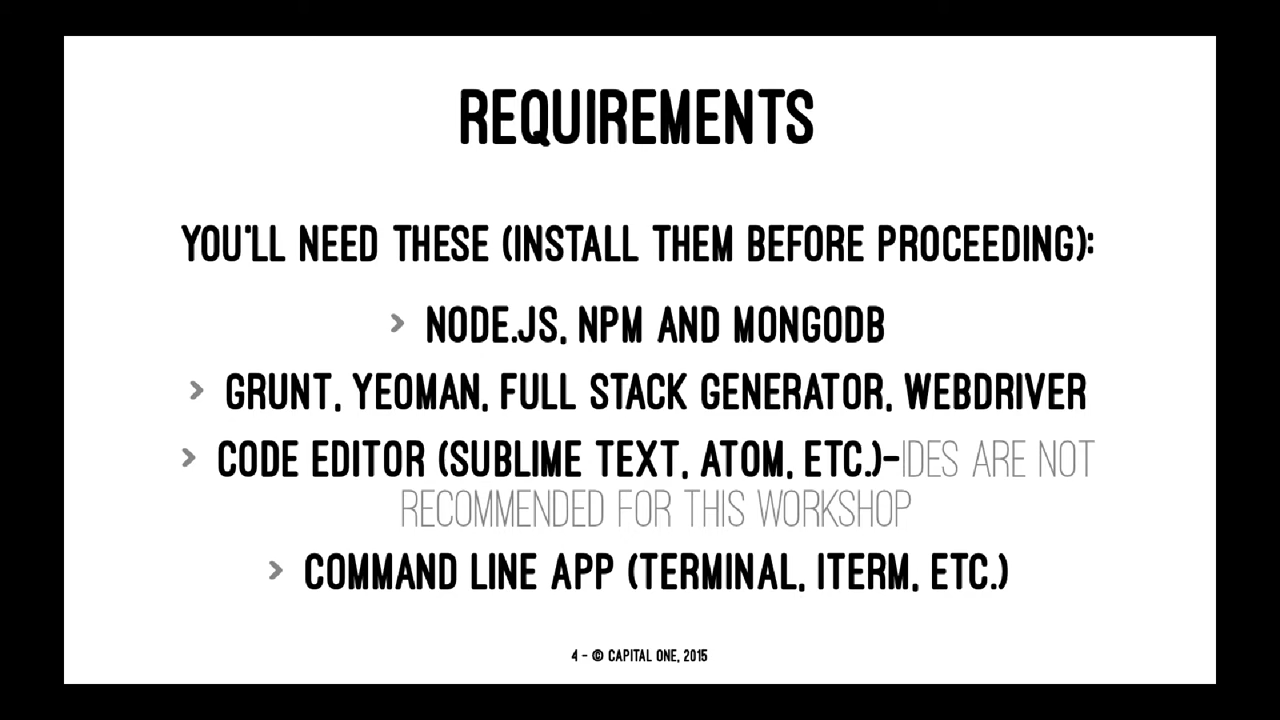 REQUIREMENTS
YOU'LL NEED THESE (INSTALL THEM BEFORE PROCEEDING):
> NODE.JS, NPM AND MONGODB
> GRUNT, YEOMAN, FULL STACK GENERATOR, WEBDRIVER
> CODE EDITOR (SUBLIME TEXT, ATOM, ETC.)–IDES ARE NOT
RECOMMENDED FOR THIS WORKSHOP
> COMMAND LINE APP (TERMINAL, ITERM, ETC.)
4 – © CAPITAL ONE, 2015